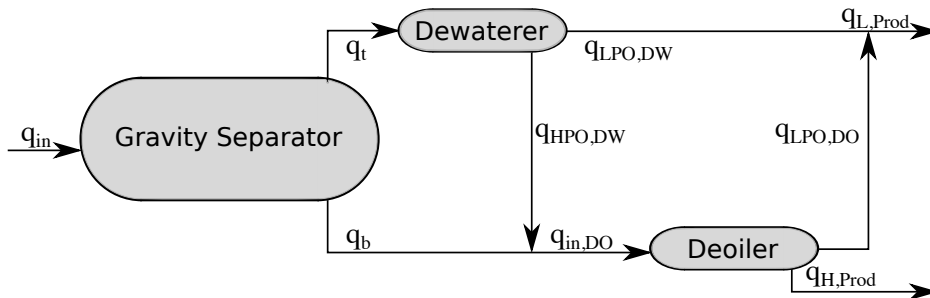 q_L,Prod
Dewaterer
q_t
q_LPO,DW
Gravity Separator
q_in
q_HPO,DW
q_LPO,DO
q_b
q_in,DO
Deoiler
q_H,Prod